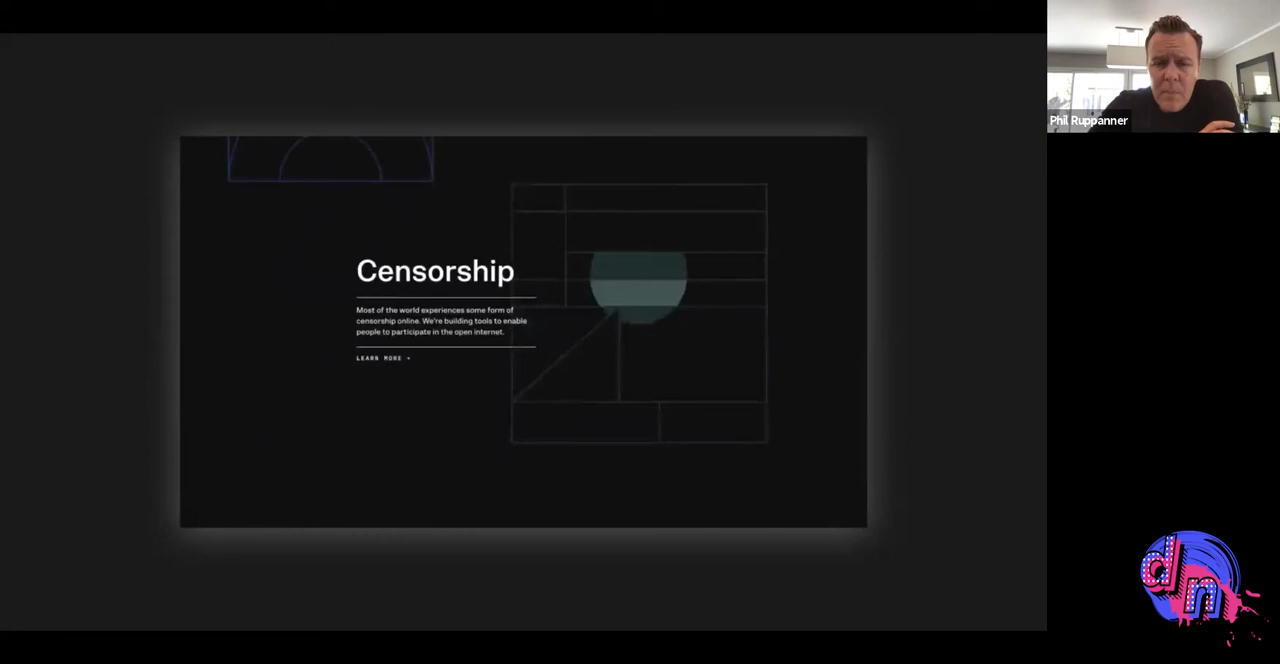 Phil Ruppanner
Censorship
Most of the world experiences some form of
censorship online. We're building tools to enable
people to participate in the open internet.
LEARN MORE
dn